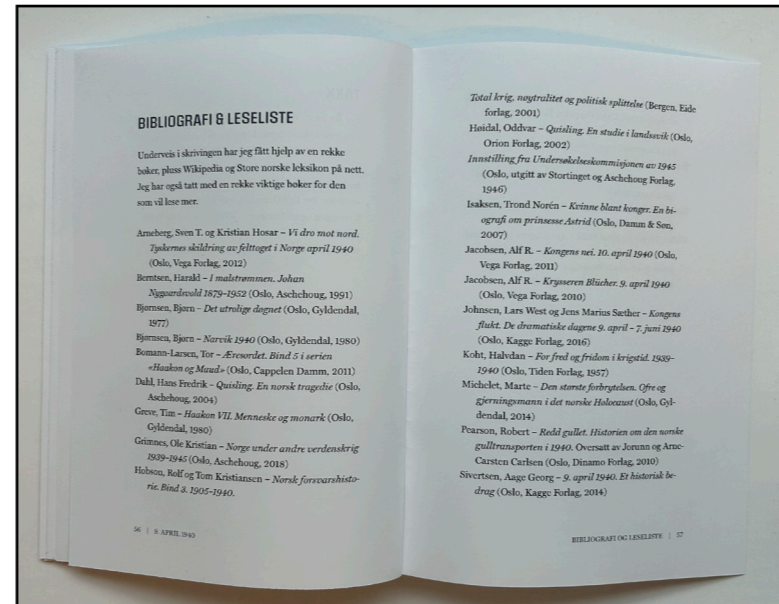 BIBLIOGRAFI & LESELISTE
Underveis i skrivingen har jeg fått hjelp av en rekke
bøker, pluss Wikipedia og Store norske leksikon på nett.
Jeg har også tatt med en rekke viktige bøker for den
som vil lese mer.
Arneberg, Sven T. og Kristian Hosar – Vi dro mot nord.
Tyskernes skildring av felttoget i Norge april 1940
(Oslo, Vega Forlag, 2012)
Berntsen, Harald – I malstrømmen. Johan
Nygaardsvold 1879–1952 (Oslo, Aschehoug, 1991)
Bjørnsen, Bjørn – Det utrolige døgnet (Oslo, Gyldendal,
1977)
Bjørnsen, Bjørn – Narvik 1940 (Oslo, Gyldendal, 1980)
Bomann-Larsen, Tor – Æresordet. Bind 5 i serien
«Haakon og Maud» (Oslo, Cappelen Damm, 2011)
Dahl, Hans Fredrik – Quisling. En norsk tragedie (Oslo,
Aschehoug, 2004)
Greve, Tim – Haakon VII. Menneske og monark (Oslo,
Gyldendal, 1980)
Grimnes, Ole Kristian – Norge under andre verdenskrig
1939–1945 (Oslo, Aschehoug, 2018)
Hobson, Rolf og Tom Kristiansen – Norsk forsvarshisto-
rie. Bind 3. 1905–1940.
56 | 9. APRIL 1940
Total krig, nøytralitet og politisk splittelse (Bergen, Eide
forlag, 2001)
Høidal, Oddvar – Quisling. En studie i landssvik (Oslo,
Orion Forlag, 2002)
Innstilling fra Undersøkelseskommisjonen av 1945
(Oslo, utgitt av Stortinget og Aschehoug Forlag,
1946)
Isaksen, Trond Norén – Kvinne blant konger. En bi-
ografi om prinsesse Astrid (Oslo, Damm & Søn,
2007)
Jacobsen, Alf R. – Kongens nei. 10. april 1940 (Oslo,
Vega Forlag, 2011)
Jacobsen, Alf R. – Krysseren Blücher. 9. april 1940
(Oslo, Vega Forlag, 2010)
Johnsen, Lars West og Jens Marius Sæther – Kongens
flukt. De dramatiske dagene 9. april – 7. juni 1940
(Oslo, Kagge Forlag, 2016)
Koht, Halvdan – For fred og fridom i krigstid. 1939–
1940 (Oslo, Tiden Forlag, 1957)
Michelet, Marte – Den største forbrytelsen. Ofre og
gjerningsmenn i det norske Holocaust (Oslo, Gyl-
dendal, 2014)
Pearson, Robert – Redd gullet. Historien om den norske
gulltransporten i 1940. Oversatt av Jorunn og Arne-
Carsten Carlsen (Oslo, Dinamo Forlag, 2010)
Sivertsen, Aage Georg – 9. april 1940. Et historisk be-
drag (Oslo, Kagge Forlag, 2014)
BIBLIOGRAFI OG LESELISTE | 57